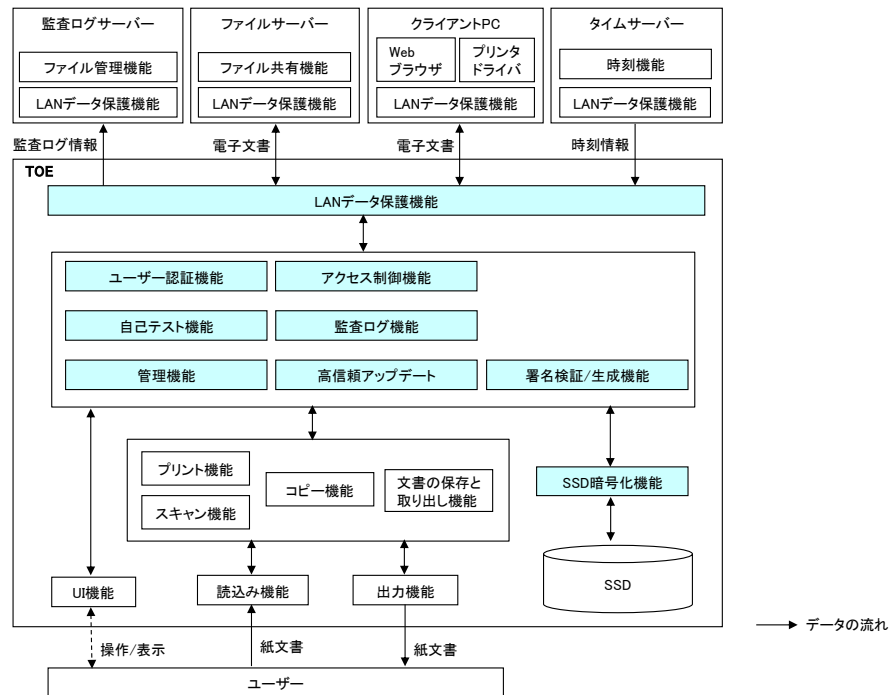 監査ログサーバー
ファイル管理機能
LANデータ保護機能
ファイルサーバー
ファイル共有機能
LANデータ保護機能
クライアントPC
Web
ブラウザ
プリンタ
ドライバ
LANデータ保護機能
タイムサーバー
時刻機能
LANデータ保護機能
監査ログ情報
電子文書
電子文書
時刻情報
TOE
LANデータ保護機能
ユーザー認証機能
アクセス制御機能
自己テスト機能
監査ログ機能
管理機能
高信頼アップデート
署名検証/生成機能
プリント機能
スキャン機能
コピー機能
文書の保存と
取り出し機能
SSD暗号化機能
UI機能
読込み機能
出力機能
SSD
データの流れ
操作/表示
紙文書
紙文書
ユーザー